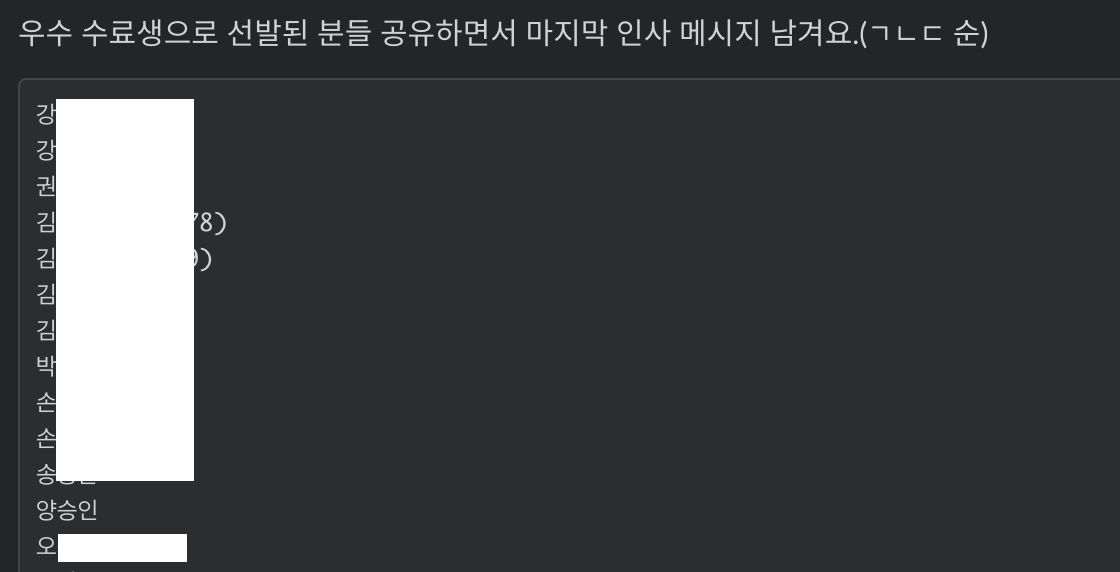 우수 수료생으로 선발된 분들 공유하면서 마지막 인사 메시지 남겨요.(ㄱㄴㄷ 순)
강
강
권
김 78)
김 9)
김
김
박
손
손
송
양승인
오